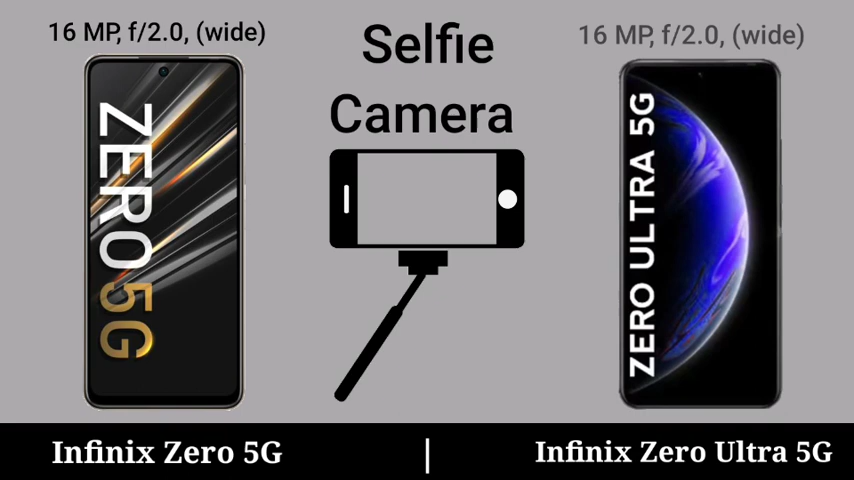 16 MP, f/2.0, (wide)
Selfie
Camera
16 MP, f/2.0, (wide)
ZERO 5G
ZERO ULTRA 5G
Infinix Zero 5G
|
Infinix Zero Ultra 5G